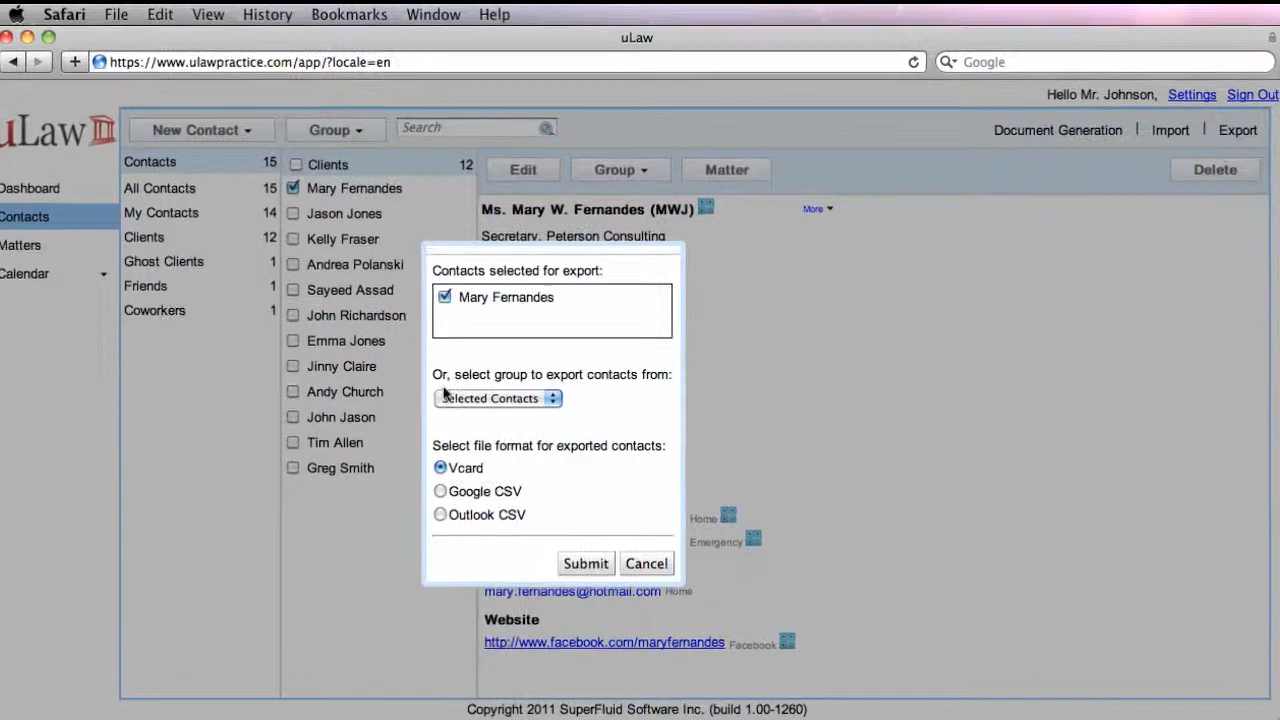 Safari File Edit View History Bookmarks Window Help
uLaw
https://www.ulawpractice.com/app/?locale=en
Google
Hello Mr. Johnson, Settings Sign Out
uLaw
New Contact Group Search Document Generation | Import | Export
Contacts 15
All Contacts 15
My Contacts 14
Clients 12
Ghost Clients 1
Friends 1
Coworkers 1
Dashboard
Contacts
Matters
Calendar
Clients 12
Mary Fernandes
Jason Jones
Kelly Fraser
Andrea Polanski
Sayeed Assad
John Richardson
Emma Jones
Jinny Claire
Andy Church
John Jason
Tim Allen
Greg Smith
Edit Group Matter Delete
Ms. Mary W. Fernandes (MWJ) More
Secretary, Peterson Consulting
Contacts selected for export:
Mary Fernandes
Or, select group to export contacts from:
Selected Contacts
Select file format for exported contacts:
Vcard
Google CSV
Outlook CSV
Submit Cancel
Home
Emergency
mary.fernandes@hotmail.com Home
Website
http://www.facebook.com/maryfernandes Facebook
Copyright 2011 SuperFluid Software Inc. (build 1.00-1260)